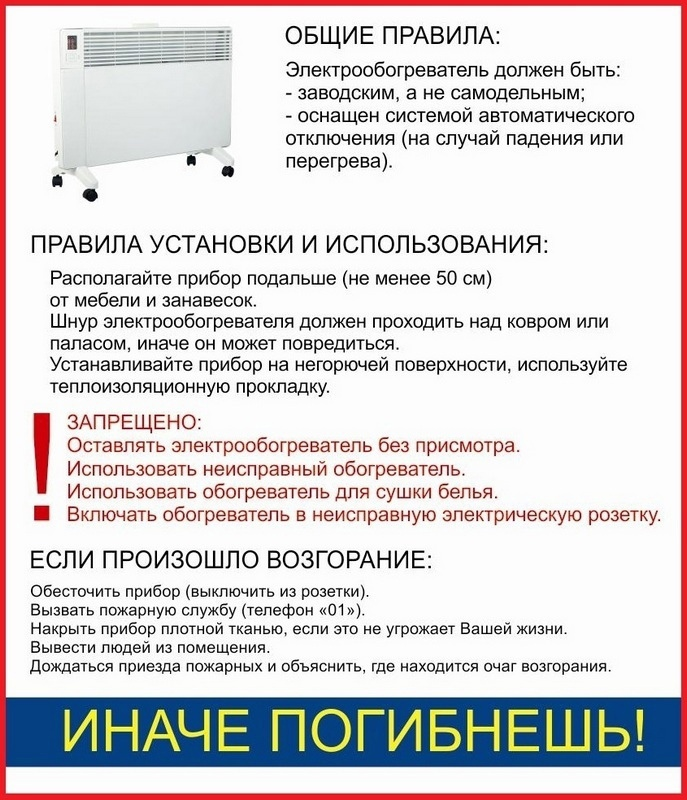 ОБЩИЕ ПРАВИЛА:
Электрообогреватель должен быть:
- заводским, а не самодельным;
- оснащен системой автоматического
отключения (на случай падения или
перегрева).
ПРАВИЛА УСТАНОВКИ И ИСПОЛЬЗОВАНИЯ:
Располагайте прибор подальше (не менее 50 см)
от мебели и занавесок.
Шнур электрообогревателя должен проходить над ковром или
паласом, иначе он может повредиться.
Устанавливайте прибор на негорючей поверхности, используйте
теплоизоляционную прокладку.
! ЗАПРЕЩЕНО:
Оставлять электрообогреватель без присмотра.
Использовать неисправный обогреватель.
Использовать обогреватель для сушки белья.
Включать обогреватель в неисправную электрическую розетку.
ЕСЛИ ПРОИЗОШЛО ВОЗГОРАНИЕ:
Обесточить прибор (выключить из розетки).
Вызвать пожарную службу (телефон «01»).
Накрыть прибор плотной тканью, если это не угрожает Вашей жизни.
Вывести людей из помещения.
Дождаться приезда пожарных и объяснить, где находится очаг возгорания.
ИНАЧЕ ПОГИБНЕШЬ!